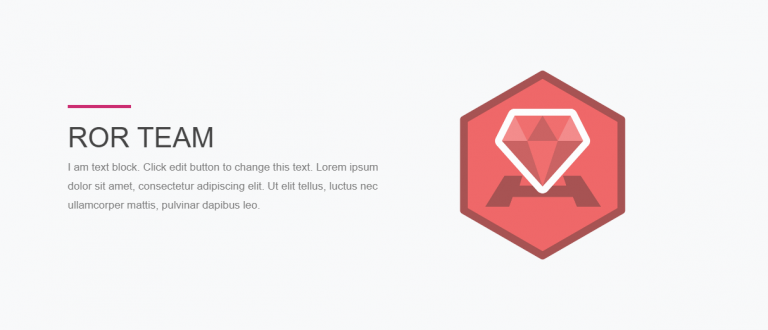 ROR TEAM
I am text block. Click edit button to change this text. Lorem ipsum
dolor sit amet, consectetur adipiscing elit. Ut elit tellus, luctus nec
ullamcorper mattis, pulvinar dapibus leo.